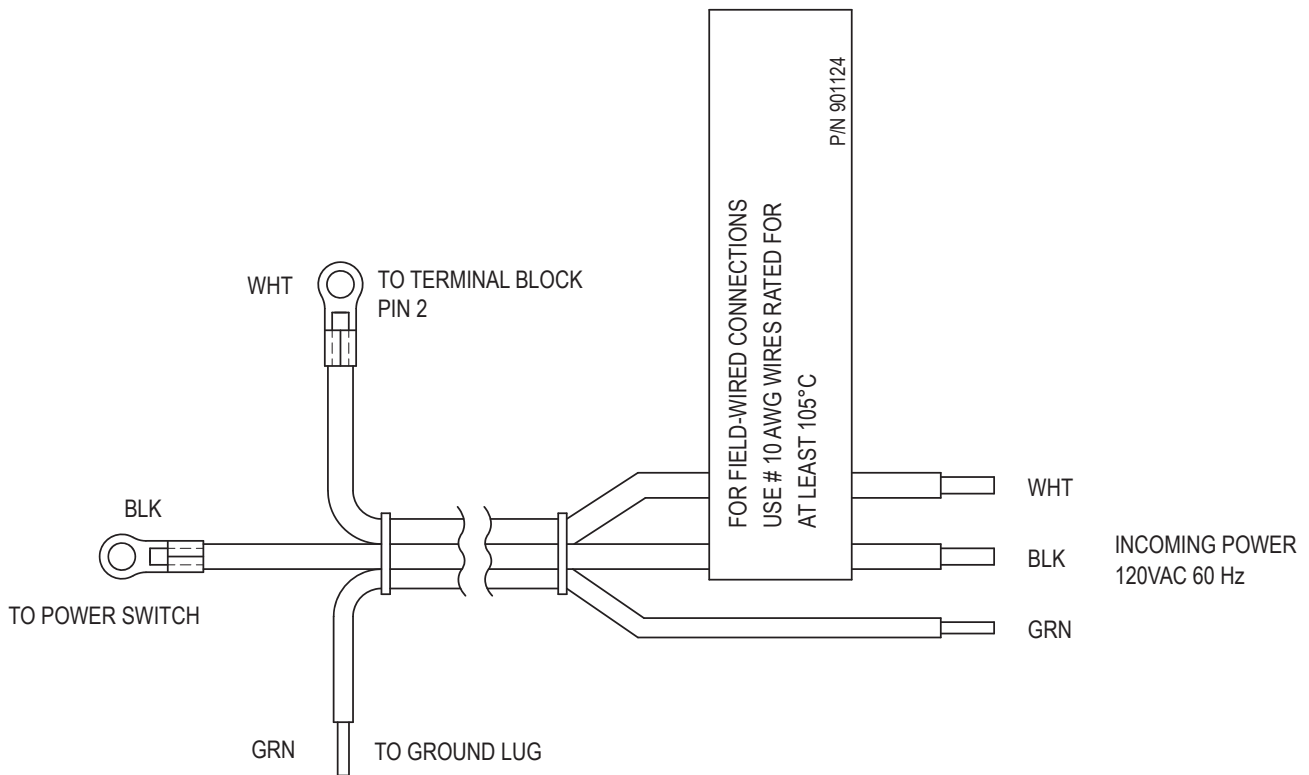 P/N 901124
FOR FIELD-WIRED CONNECTIONS
USE # 10 AWG WIRES RATED FOR
AT LEAST 105°C
WHT
TO TERMINAL BLOCK
PIN 2
BLK
TO POWER SWITCH
GRN
TO GROUND LUG
WHT
BLK
GRN
INCOMING POWER
120VAC 60 Hz